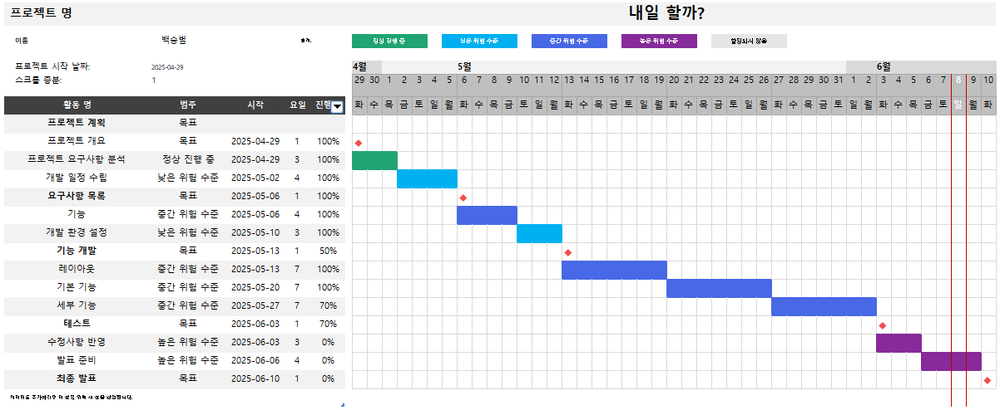 프로젝트 명 내일 할까?
이름 백승범 범례: 정상 진행 중 낮은 위험 수준 중간 위험 수준 높은 위험 수준 할당되지 않음
프로젝트 시작 날짜: 2025-04-29 4월 5월 6월
스크롤 증분: 1 29 30 1 2 3 4 5 6 7 8 9 10 11 12 13 14 15 16 17 18 19 20 21 22 23 24 25 26 27 28 29 30 31 1 2 3 4 5 6 7 8 9 10
활동 명 범주 시작 요일 진행 화 수 목 금 토 일 월 화 수 목 금 토 일 월 화 수 목 금 토 일 월 화 수 목 금 토 일 월 화 수 목 금 토 일 월 화 수 목 금 토 일 월 화
프로젝트 계획 목표
프로젝트 개요 목표 2025-04-29 1 100%
프로젝트 요구사항 분석 정상 진행 중 2025-04-29 3 100%
개발 일정 수립 낮은 위험 수준 2025-05-02 4 100%
요구사항 목록 목표 2025-05-06 1 100%
기능 중간 위험 수준 2025-05-06 4 100%
개발 환경 설정 낮은 위험 수준 2025-05-10 3 100%
기능 개발 목표 2025-05-13 1 50%
레이아웃 중간 위험 수준 2025-05-13 7 100%
기본 기능 중간 위험 수준 2025-05-20 7 100%
세부 기능 중간 위험 수준 2025-05-27 7 70%
테스트 목표 2025-06-03 1 70%
수정사항 반영 높은 위험 수준 2025-06-03 3 0%
발표 준비 높은 위험 수준 2025-06-06 4 0%
최종 발표 목표 2025-06-10 1 0%